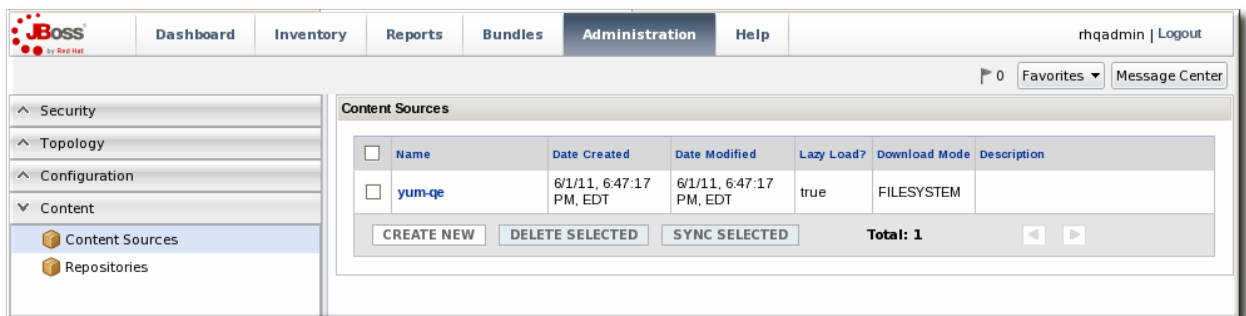 JBoss
by Red Hat
Dashboard
Inventory
Reports
Bundles
Administration
Help
rhqadmin | Logout
0
Favorites
Message Center
Security
Topology
Configuration
Content
Content Sources
Repositories
Content Sources
Name Date Created Date Modified Lazy Load? Download Mode Description
yum-qe 6/1/11, 6:47:17 PM, EDT 6/1/11, 6:47:17 PM, EDT true FILESYSTEM
CREATE NEW DELETE SELECTED SYNC SELECTED Total: 1